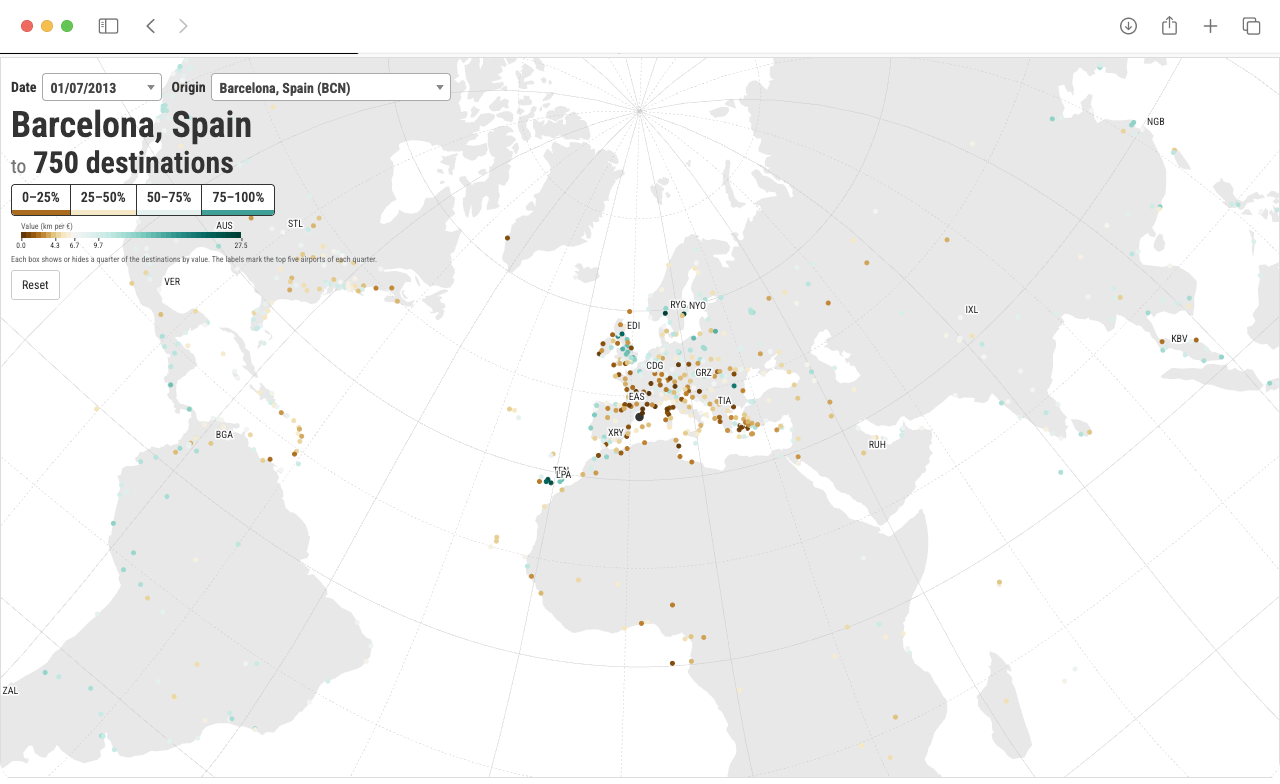 Date 01/07/2013 Origin Barcelona, Spain (BCN)
Barcelona, Spain
to 750 destinations
0–25% 25–50% 50–75% 75–100%
Value (km per €)
0.0 4.3 6.7 9.7 27.5
Each box shows or hides a quarter of the destinations by value. The labels mark the top five airports of each quarter.
Reset
NGB
AUS
STL
VER
RYG NYO
IXL
EDI
KBV
CDG
GRZ
EAS
TIA
BGA
XRY
RUH
LPA
ZAL